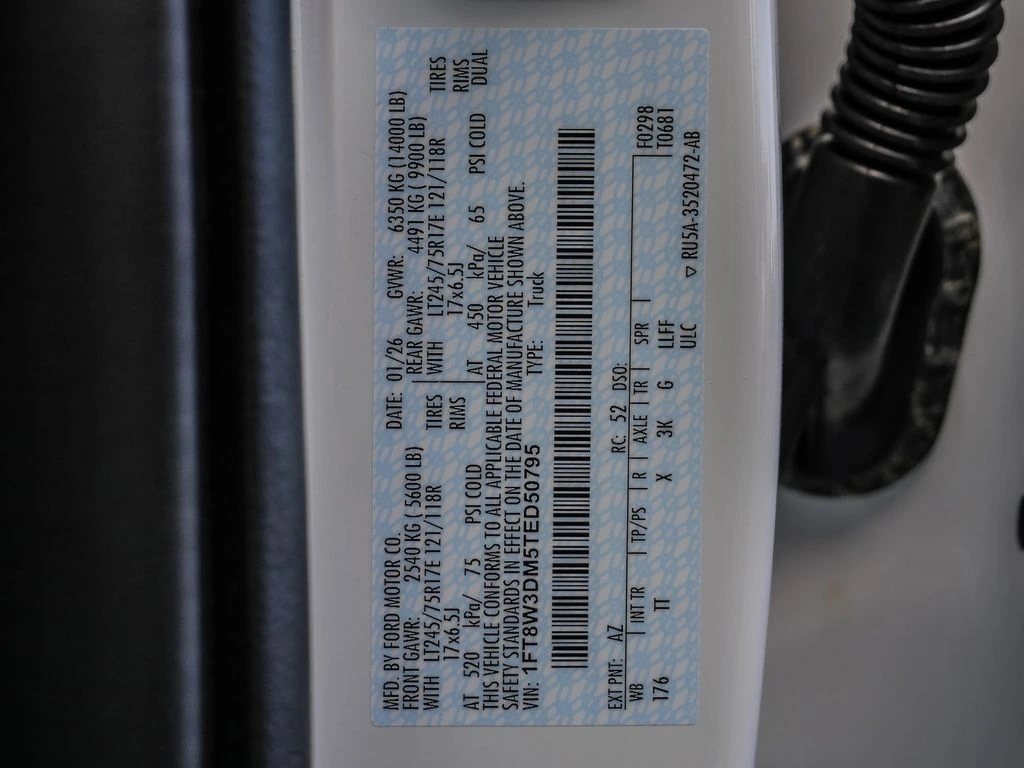 MFD. BY FORD MOTOR CO. DATE: 01/26 GVWR: 6350 KG (14000 LB)
FRONT GAWR: 2540 KG ( 5600 LB) REAR GAWR: 4491 KG ( 9900 LB)
WITH LT245/75R17E 121/118R TIRES WITH LT245/75R17E 121/118R TIRES
17x6.5J RIMS 17x6.5J RIMS
AT 520 kPa/ 75 PSI COLD AT 450 kPa/ 65 PSI COLD DUAL
THIS VEHICLE CONFORMS TO ALL APPLICABLE FEDERAL MOTOR VEHICLE
SAFETY STANDARDS IN EFFECT ON THE DATE OF MANUFACTURE SHOWN ABOVE.
VIN: 1FT8W3DM5TED50795 TYPE: Truck
EXT PNT: AZ RC: 52 DSO: F0298
WB INT TR TP/PS R AXLE TR SPR T0681
176 TT X 3K G LLFF
ULC ▽ RU5A-3520472-AB